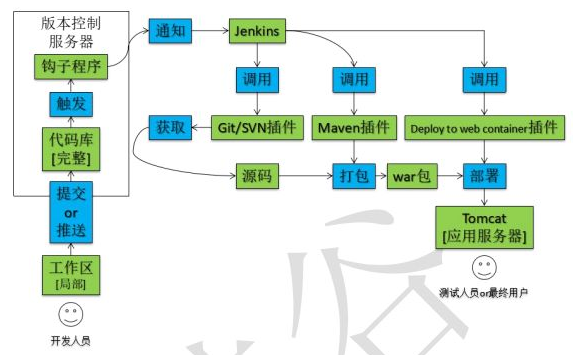 版本控制
服务器
钩子程序
触发
代码库
[完整]
提交
or
推送
工作区
[局部]
开发人员
通知
Jenkins
调用
调用
调用
获取
Git/SVN插件
Maven插件
Deploy to web container插件
源码
打包
war包
部署
Tomcat
[应用服务器]
测试人员or最终用户